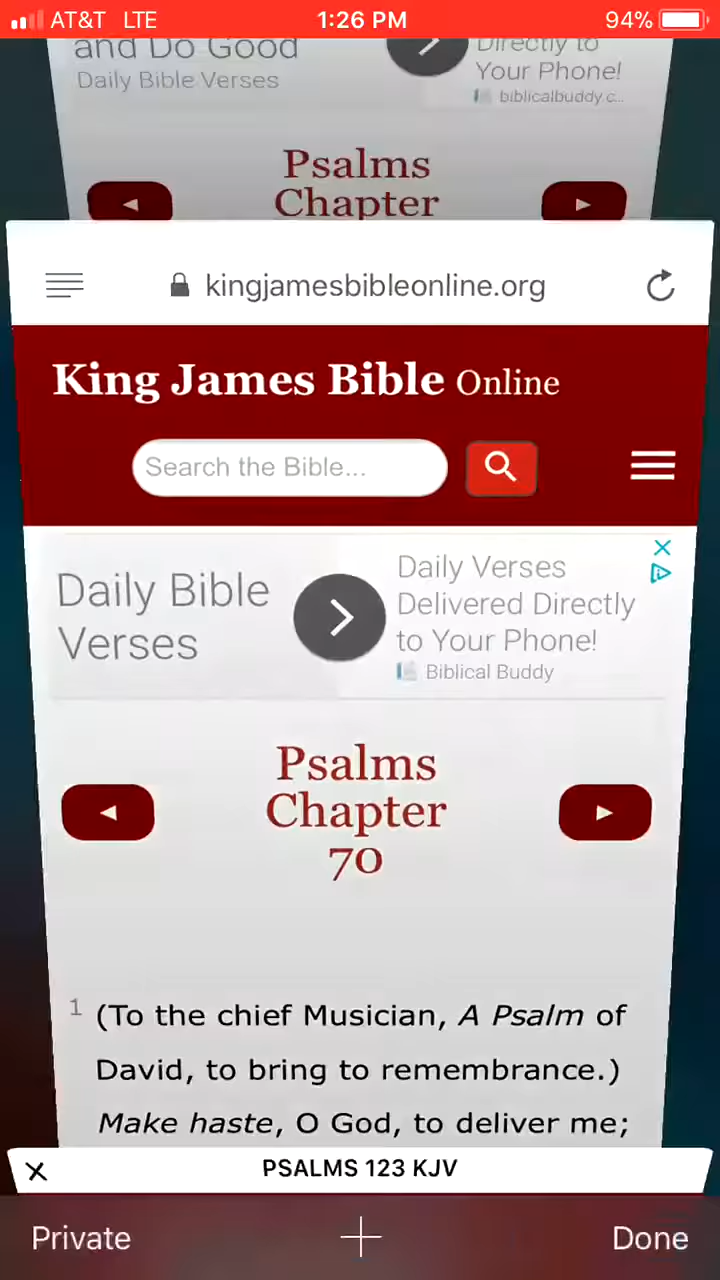 AT&T LTE 1:26 PM 94%
and Do Good
Daily Bible Verses
Directly to
Your Phone!
biblicalbuddy.c...
Psalms
Chapter
kingjamesbibleonline.org
King James Bible Online
Search the Bible...
Daily Bible
Verses
Daily Verses
Delivered Directly
to Your Phone!
Biblical Buddy
Psalms
Chapter
70
1 (To the chief Musician, A Psalm of
David, to bring to remembrance.)
Make haste, O God, to deliver me;
PSALMS 123 KJV
Private Done